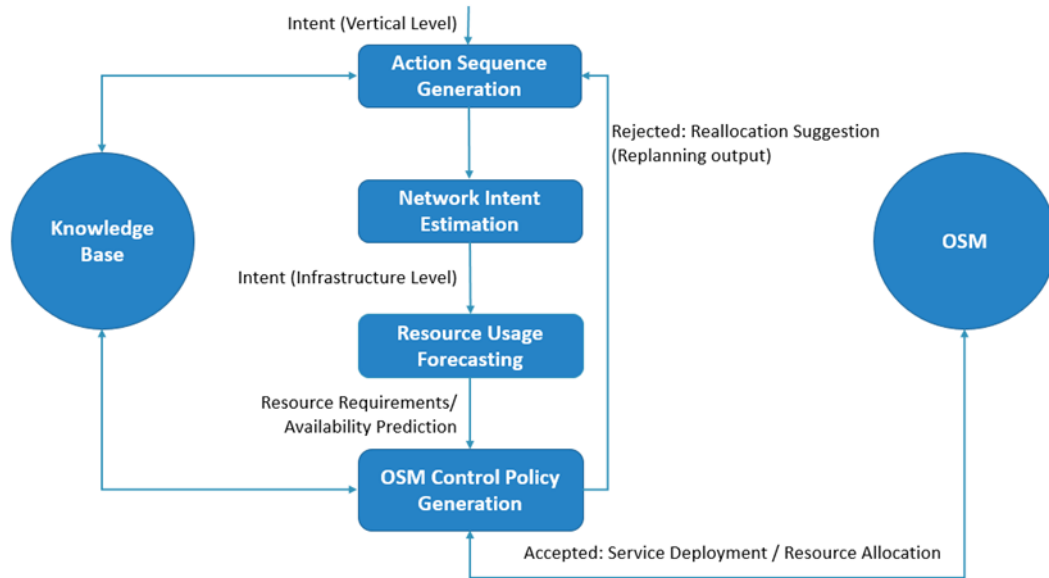 Intent (Vertical Level)
Action Sequence
Generation
Rejected: Reallocation Suggestion
(Replanning output)
Knowledge
Base
Network Intent
Estimation
OSM
Intent (Infrastructure Level)
Resource Usage
Forecasting
Resource Requirements/
Availability Prediction
OSM Control Policy
Generation
Accepted: Service Deployment / Resource Allocation